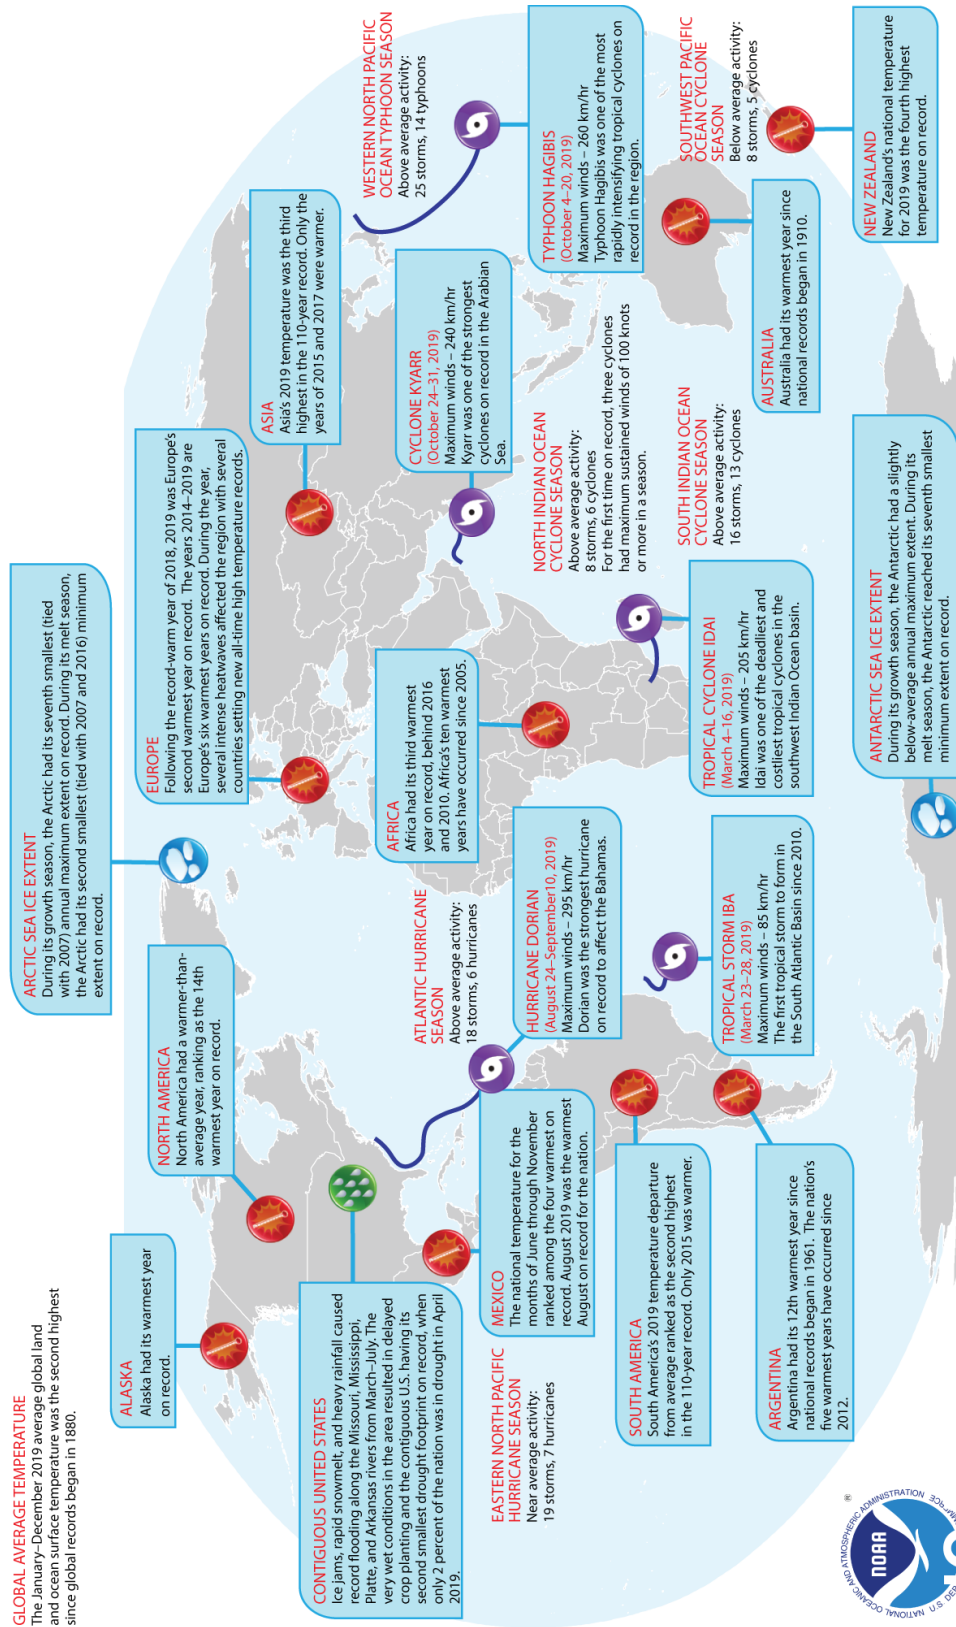 GLOBAL AVERAGE TEMPERATURE
The January–December 2019 average global land
and ocean surface temperature was the second highest
since global records began in 1880.
ARCTIC SEA ICE EXTENT
During its growth season, the Arctic had its seventh smallest (tied
with 2007) annual maximum extent on record. During its melt season,
the Arctic had its second smallest (tied with 2007 and 2016) minimum
extent on record.
ALASKA
Alaska had its warmest year
on record.
NORTH AMERICA
North America had a warmer-than-
average year, ranking as the 14th
warmest year on record.
EUROPE
Following the record-warm year of 2018, 2019 was Europe's
second warmest year on record. The years 2014–2019 are
Europe's six warmest years on record. During the year,
several intense heatwaves affected the region with several
countries setting new all-time high temperature records.
ASIA
Asia's 2019 temperature was the third
highest in the 110-year record. Only the
years of 2015 and 2017 were warmer.
WESTERN NORTH PACIFIC
OCEAN TYPHOON SEASON
Above average activity:
25 storms, 14 typhoons
CONTIGUOUS UNITED STATES
Ice jams, rapid snowmelt, and heavy rainfall caused
record flooding along the Missouri, Mississippi,
Platte, and Arkansas rivers from March–July. The
very wet conditions in the area resulted in delayed
crop planting and the contiguous U.S. having its
second smallest drought footprint on record, when
only 2 percent of the nation was in drought in April
2019.
ATLANTIC HURRICANE
SEASON
Above average activity:
18 storms, 6 hurricanes
AFRICA
Africa had its third warmest
year on record, behind 2016
and 2010. Africa's ten warmest
years have occurred since 2005.
CYCLONE KYARR
(October 24–31, 2019)
Maximum winds – 240 km/hr
Kyarr was one of the strongest
cyclones on record in the Arabian
Sea.
TYPHOON HAGIBIS
(October 4–20, 2019)
Maximum winds – 260 km/hr
Typhoon Hagibis was one of the most
rapidly intensifying tropical cyclones on
record in the region.
EASTERN NORTH PACIFIC
HURRICANE SEASON
Near average activity:
19 storms, 7 hurricanes
MEXICO
The national temperature for the
months of June through November
ranked among the four warmest on
record. August 2019 was the warmest
August on record for the nation.
HURRICANE DORIAN
(August 24–September10, 2019)
Maximum winds – 295 km/hr
Dorian was the strongest hurricane
on record to affect the Bahamas.
NORTH INDIAN OCEAN
CYCLONE SEASON
Above average activity:
8 storms, 6 cyclones
For the first time on record, three cyclones
had maximum sustained winds of 100 knots
or more in a season.
SOUTH AMERICA
South America's 2019 temperature departure
from average ranked as the second highest
in the 110-year record. Only 2015 was warmer.
TROPICAL CYCLONE IDAI
(March 4–16, 2019)
Maximum winds – 205 km/hr
Idai was one of the deadliest and
costliest tropical cyclones in the
southwest Indian Ocean basin.
SOUTH INDIAN OCEAN
CYCLONE SEASON
Above average activity:
16 storms, 13 cyclones
SOUTHWEST PACIFIC
OCEAN CYCLONE
SEASON
Below average activity:
8 storms, 5 cyclones
TROPICAL STORM IBA
(March 23–28, 2019)
Maximum winds – 85 km/hr
The first tropical storm to form in
the South Atlantic Basin since 2010.
ARGENTINA
Argentina had its 12th warmest year since
national records began in 1961. The nation's
five warmest years have occurred since
2012.
AUSTRALIA
Australia had its warmest year since
national records began in 1910.
NEW ZEALAND
New Zealand's national temperature
for 2019 was the fourth highest
temperature on record.
ANTARCTIC SEA ICE EXTENT
During its growth season, the Antarctic had a slightly
below-average annual maximum extent. During its
melt season, the Antarctic reached its seventh smallest
minimum extent on record.
NATIONAL OCEANIC AND ATMOSPHERIC ADMINISTRATION
®
NOAA
U.S.